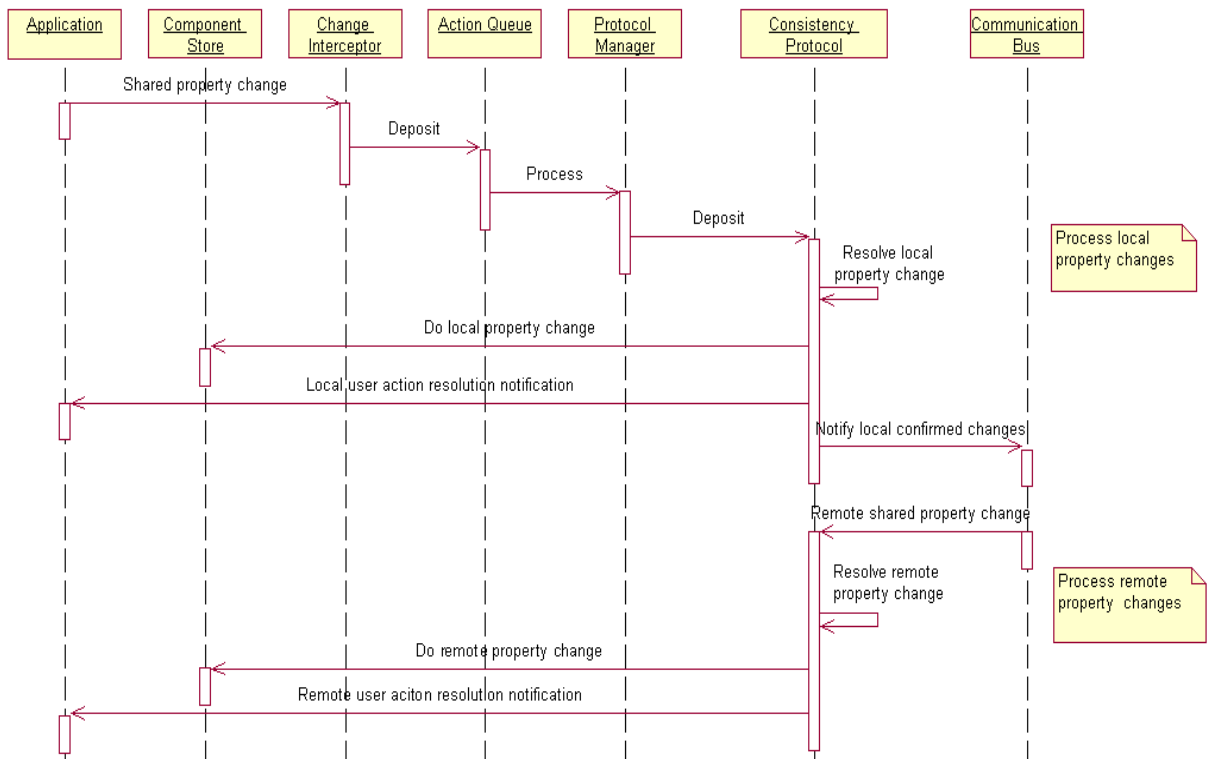 Application
Component
Store
Change
Interceptor
Action Queue
Protocol
Manager
Consistency
Protocol
Communication
Bus
Shared property change
Deposit
Process
Deposit
Process local
property changes
Resolve local
property change
Do local property change
Local user action resolution notification
Notify local confirmed changes
Remote shared property change
Resolve remote
property change
Process remote
property changes
Do remote property change
Remote user aciton resolution notification